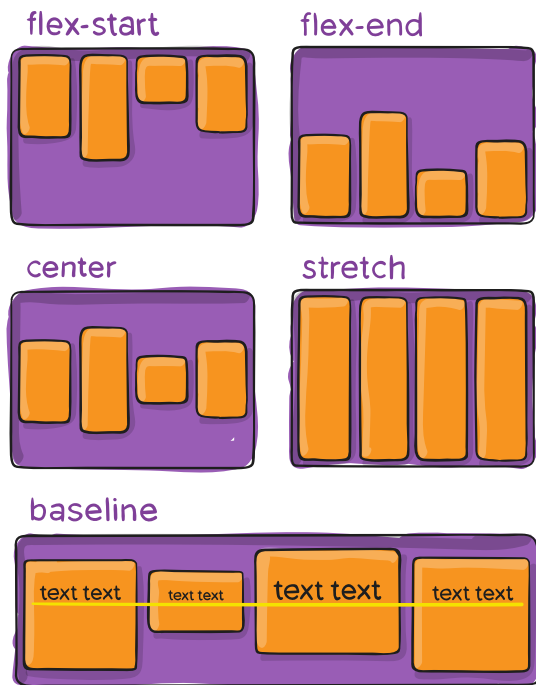 flex-start
flex-end
center
stretch
baseline
text text
text text
text text
text text